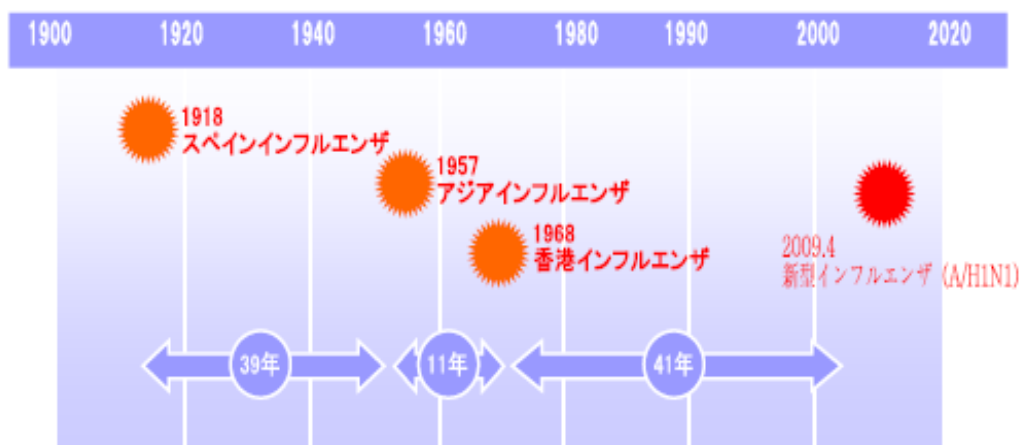 1900 1920 1940 1960 1980 1990 2000 2020
1918
スペインインフルエンザ
1957
アジアインフルエンザ
1968
香港インフルエンザ
2009.4
新型インフルエンザ (A/H1N1)
39年 11年 41年